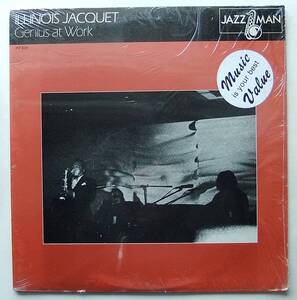 ILLINOIS JACQUET
Genius at Work
JAZZ MAN
Music
is your best
Value